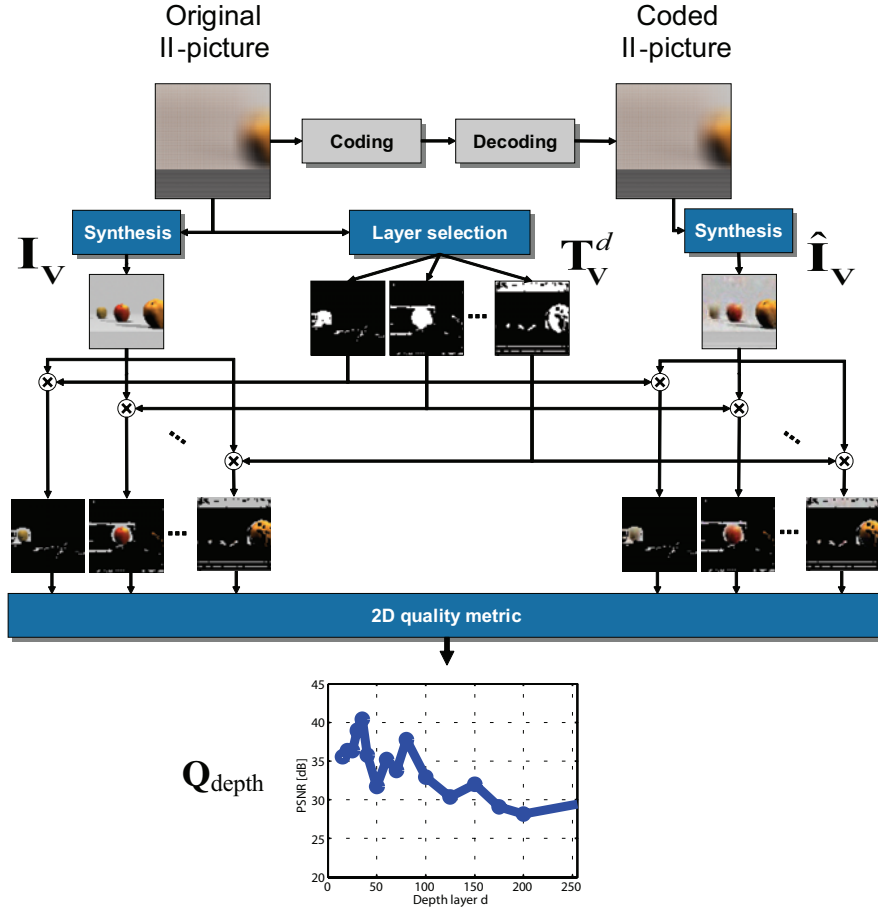 Original
II-picture
Coded
II-picture
Coding
Decoding
Synthesis
Layer selection
Synthesis
I_V
T_V^d
Î_V
...
...
...
...
...
2D quality metric
Q_depth
PSNR [dB]
45
40
35
30
25
20
0 50 100 150 200 250
Depth layer d